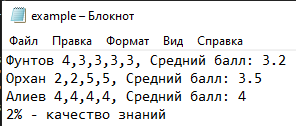 example – Блокнот
Файл Правка Формат Вид Справка
Фунтов 4,3,3,3,3, Средний балл: 3.2
Орхан 2,2,5,5, Средний балл: 3.5
Алиев 4,4,4,4, Средний балл: 4
2% - качество знаний